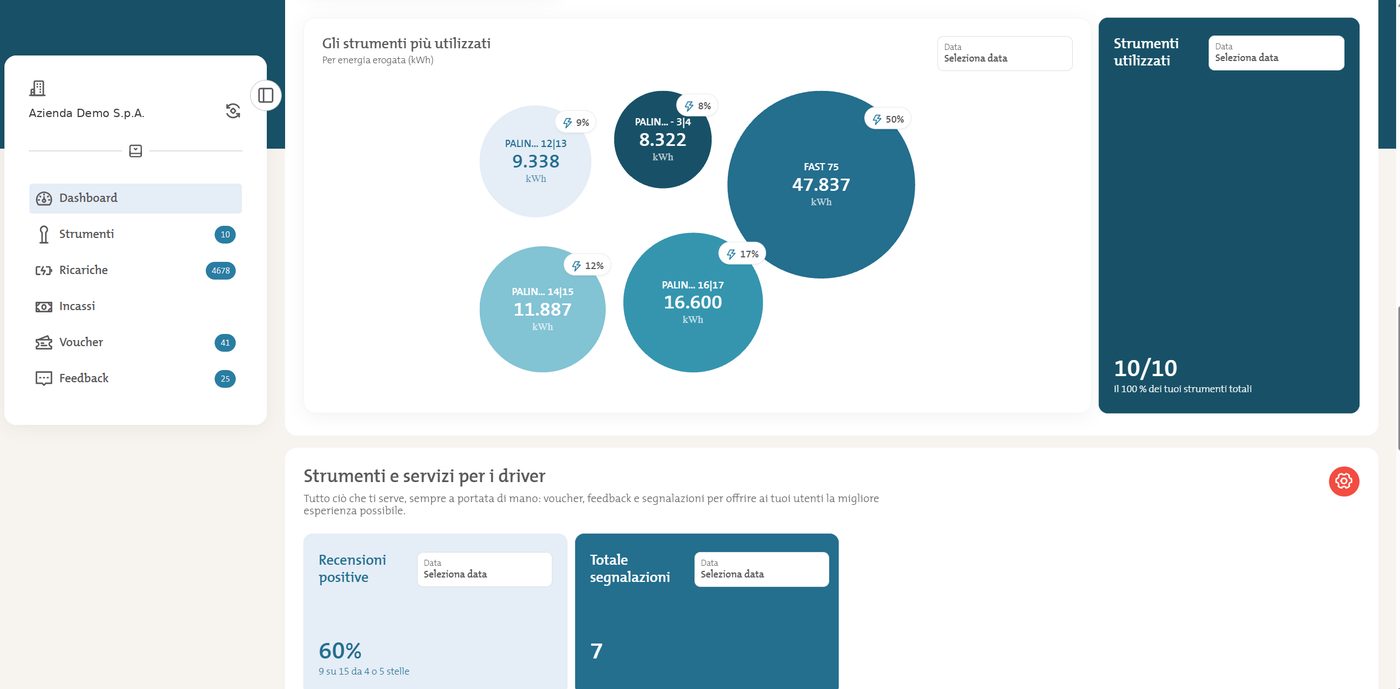 Azienda Demo S.p.A.
Dashboard
Strumenti
10
Ricariche
4678
Incassi
Voucher
41
Feedback
25
Gli strumenti più utilizzati
Per energia erogata (kWh)
Data
Seleziona data
9%
PALIN... 12|13
9.338
kWh
8%
PALIN... - 3|4
8.322
kWh
50%
FAST 75
47.837
kWh
12%
PALIN... 14|15
11.887
kWh
17%
PALIN... 16|17
16.600
kWh
Strumenti
utilizzati
Data
Seleziona data
10/10
Il 100 % dei tuoi strumenti totali
Strumenti e servizi per i driver
Tutto ciò che ti serve, sempre a portata di mano: voucher, feedback e segnalazioni per offrire ai tuoi utenti la migliore
esperienza possibile.
Recensioni
positive
Data
Seleziona data
60%
9 su 15 da 4 o 5 stelle
Totale
segnalazioni
Data
Seleziona data
7